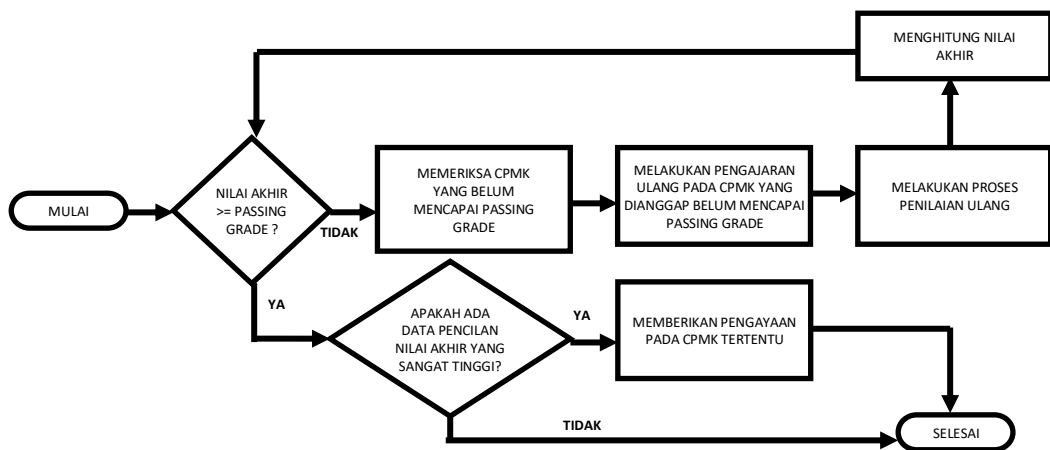 MENGHITUNG NILAI
AKHIR
MULAI
NILAI AKHIR
>= PASSING
GRADE ?
TIDAK
MEMERIKSA CPMK
YANG BELUM
MENCAPAI PASSING
GRADE
MELAKUKAN PENGAJARAN
ULANG PADA CPMK YANG
DIANGGAP BELUM MENCAPAI
PASSING GRADE
MELAKUKAN PROSES
PENILAIAN ULANG
YA
APAKAH ADA
DATA PENCILAN
NILAI AKHIR YANG
SANGAT TINGGI?
YA
MEMBERIKAN PENGAYAAN
PADA CPMK TERTENTU
TIDAK
SELESAI